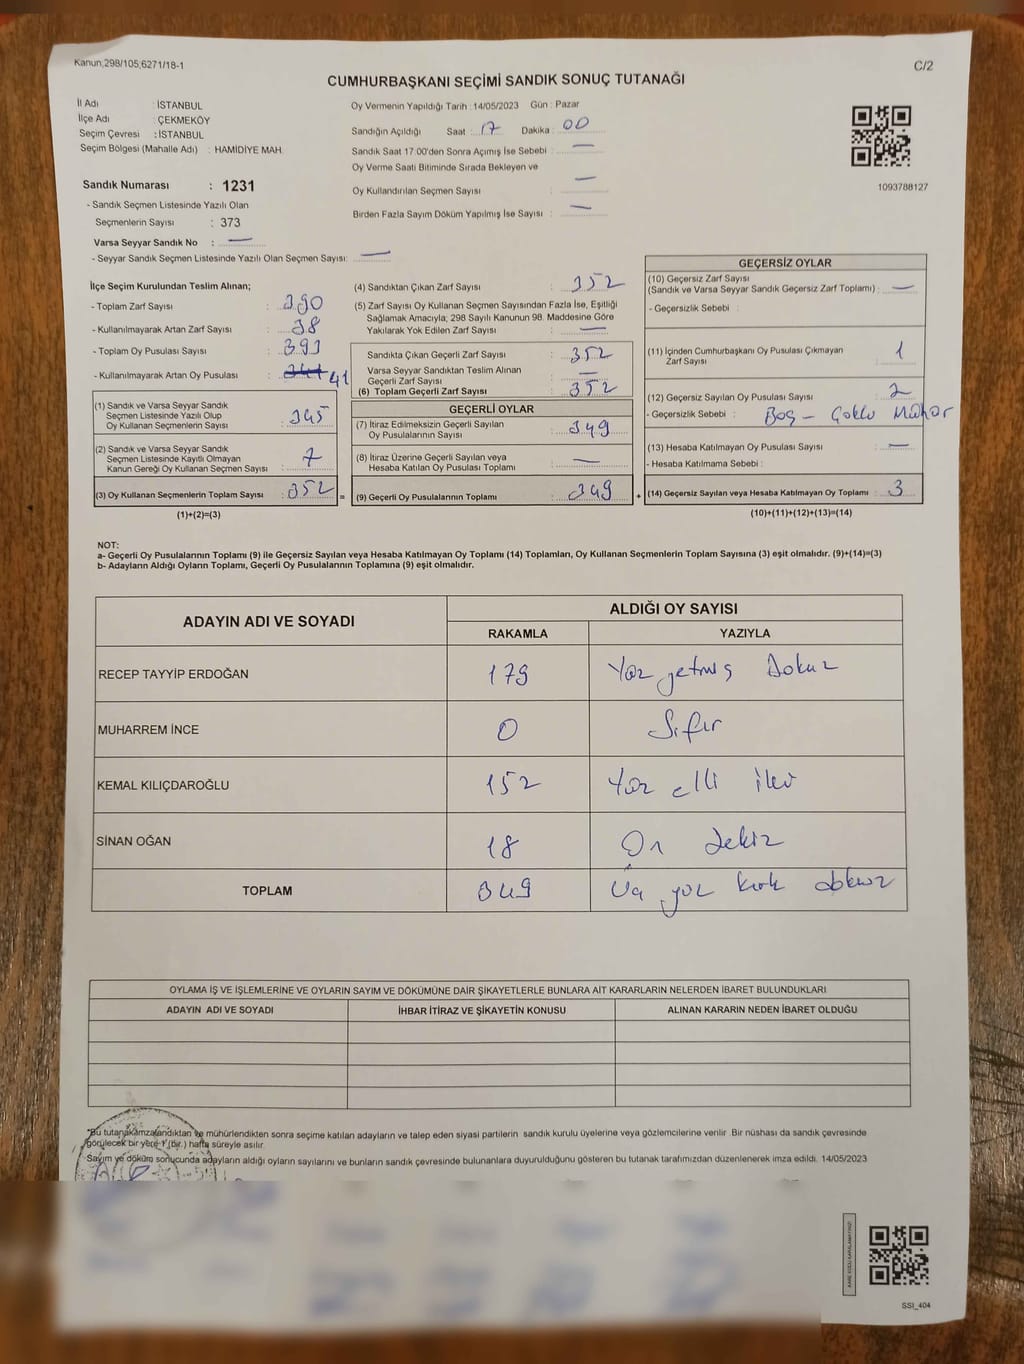 Kanun,298/105,6271/18-1
C/2
CUMHURBAŞKANI SEÇİMİ SANDIK SONUÇ TUTANAĞI
İl Adı : İSTANBUL
İlçe Adı : ÇEKMEKÖY
Seçim Çevresi : İSTANBUL
Seçim Bölgesi (Mahalle Adı) : HAMİDİYE MAH.
Oy Vermenin Yapıldığı Tarih : 14/05/2023 Gün : Pazar
Sandığın Açıldığı Saat : 17 Dakika : 00
Sandık Saat 17:00'den Sonra Açımış İse Sebebi : —
Oy Verme Saati Bitiminde Sırada Bekleyen ve
Oy Kullandırılan Seçmen Sayısı : —
Birden Fazla Sayım Döküm Yapılmış İse Sayısı : —
1093788127
Sandık Numarası : 1231
- Sandık Seçmen Listesinde Yazılı Olan
Seçmenlerin Sayısı : 373
Varsa Seyyar Sandık No : —
- Seyyar Sandık Seçmen Listesinde Yazılı Olan Seçmen Sayısı: —
İlçe Seçim Kurulundan Teslim Alınan;
- Toplam Zarf Sayısı : 390
- Kullanılmayarak Artan Zarf Sayısı : 38
- Toplam Oy Pusulası Sayısı : 393
- Kullanılmayarak Artan Oy Pusulası : 41
(1) Sandık ve Varsa Seyyar Sandık
Seçmen Listesinde Yazılı Olup
Oy Kullanan Seçmenlerin Sayısı : 345
(2) Sandık ve Varsa Seyyar Sandık
Seçmen Listesinde Kayıtlı Olmayan
Kanun Gereği Oy Kullanan Seçmen Sayısı : 7
(3) Oy Kullanan Seçmenlerin Toplam Sayısı : 352 =
(1)+(2)=(3)
(4) Sandıktan Çıkan Zarf Sayısı : 352
(5) Zarf Sayısı Oy Kullanan Seçmen Sayısından Fazla İse, Eşitliği
Sağlamak Amacıyla; 298 Sayılı Kanunun 98. Maddesine Göre
Yakılarak Yok Edilen Zarf Sayısı : —
Sandıkta Çıkan Geçerli Zarf Sayısı : 352
Varsa Seyyar Sandıktan Teslim Alınan
Geçerli Zarf Sayısı : —
(6) Toplam Geçerli Zarf Sayısı : 352
GEÇERLİ OYLAR
(7) İtiraz Edilmeksizin Geçerli Sayılan
Oy Pusulalarının Sayısı : 349
(8) İtiraz Üzerine Geçerli Sayılan veya
Hesaba Katılan Oy Pusulası Toplamı : —
(9) Geçerli Oy Pusulalarının Toplamı : 349 +
GEÇERSİZ OYLAR
(10) Geçersiz Zarf Sayısı
(Sandık ve Varsa Seyyar Sandık Geçersiz Zarf Toplamı) : —
- Geçersizlik Sebebi :
(11) İçinden Cumhurbaşkanı Oy Pusulası Çıkmayan
Zarf Sayısı : 1
(12) Geçersiz Sayılan Oy Pusulası Sayısı : 2
- Geçersizlik Sebebi : Boş - Çoklu Mühür
(13) Hesaba Katılmayan Oy Pusulası Sayısı : —
- Hesaba Katılmama Sebebi :
(14) Geçersiz Sayılan veya Hesaba Katılmayan Oy Toplamı : 3
(10)+(11)+(12)+(13)=(14)
NOT:
a- Geçerli Oy Pusulalarının Toplamı (9) ile Geçersiz Sayılan veya Hesaba Katılmayan Oy Toplamı (14) Toplamları, Oy Kullanan Seçmenlerin Toplam Sayısına (3) eşit olmalıdır. (9)+(14)=(3)
b- Adayların Aldığı Oyların Toplamı, Geçerli Oy Pusulalarının Toplamına (9) eşit olmalıdır.
ADAYIN ADI VE SOYADI
ALDIĞI OY SAYISI
RAKAMLA YAZIYLA
RECEP TAYYİP ERDOĞAN 179 Yüz yetmiş Dokuz
MUHARREM İNCE 0 Sıfır
KEMAL KILIÇDAROĞLU 152 Yüz elli iki
SİNAN OĞAN 18 On Sekiz
TOPLAM 349 Üç yüz kırk dokuz
OYLAMA İŞ VE İŞLEMLERİNE VE OYLARIN SAYIM VE DÖKÜMÜNE DAİR ŞİKAYETLERLE BUNLARA AİT KARARLARIN NELERDEN İBARET BULUNDUKLARI
ADAYIN ADI VE SOYADI İHBAR İTİRAZ VE ŞİKAYETİN KONUSU ALINAN KARARIN NEDEN İBARET OLDUĞU
"Bu tutanak imzalandıktan ve mühürlendikten sonra seçime katılan adayların ve talep eden siyasi partilerin sandık kurulu üyelerine veya gözlemcilerine verilir. Bir nüshası da sandık çevresinde
görülecek bir yere 1 (bir.) hafta süreyle asılır.
Sayım ve döküm sonucunda adayların aldığı oyların sayılarını ve bunların sandık çevresinde bulunanlara duyurulduğunu gösteren bu tutanak tarafımızdan düzenlenerek imza edildi. 14/05/2023
SSI_404